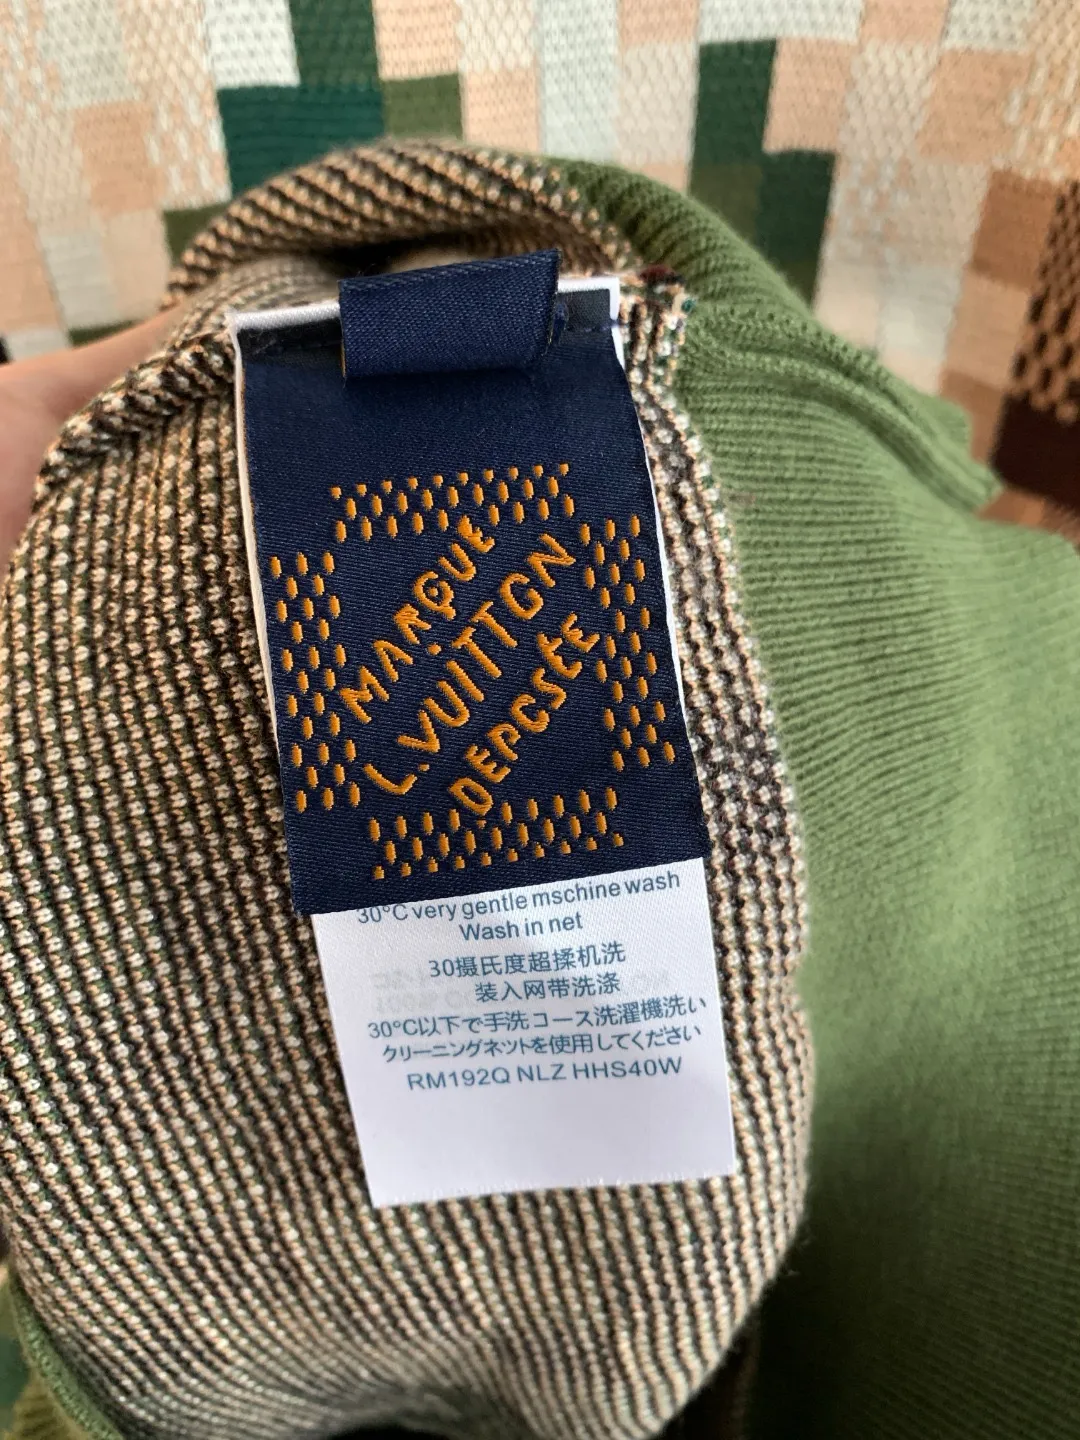 MARQUE
L.VUITTCN
DEPCSÉE
30°C very gentle mschine wash
Wash in net
30摄氏度超揉机洗
装入网带洗涤
30°C以下で手洗コース洗濯機洗い
クリーニングネットを使用してください
RM192Q NLZ HHS40W